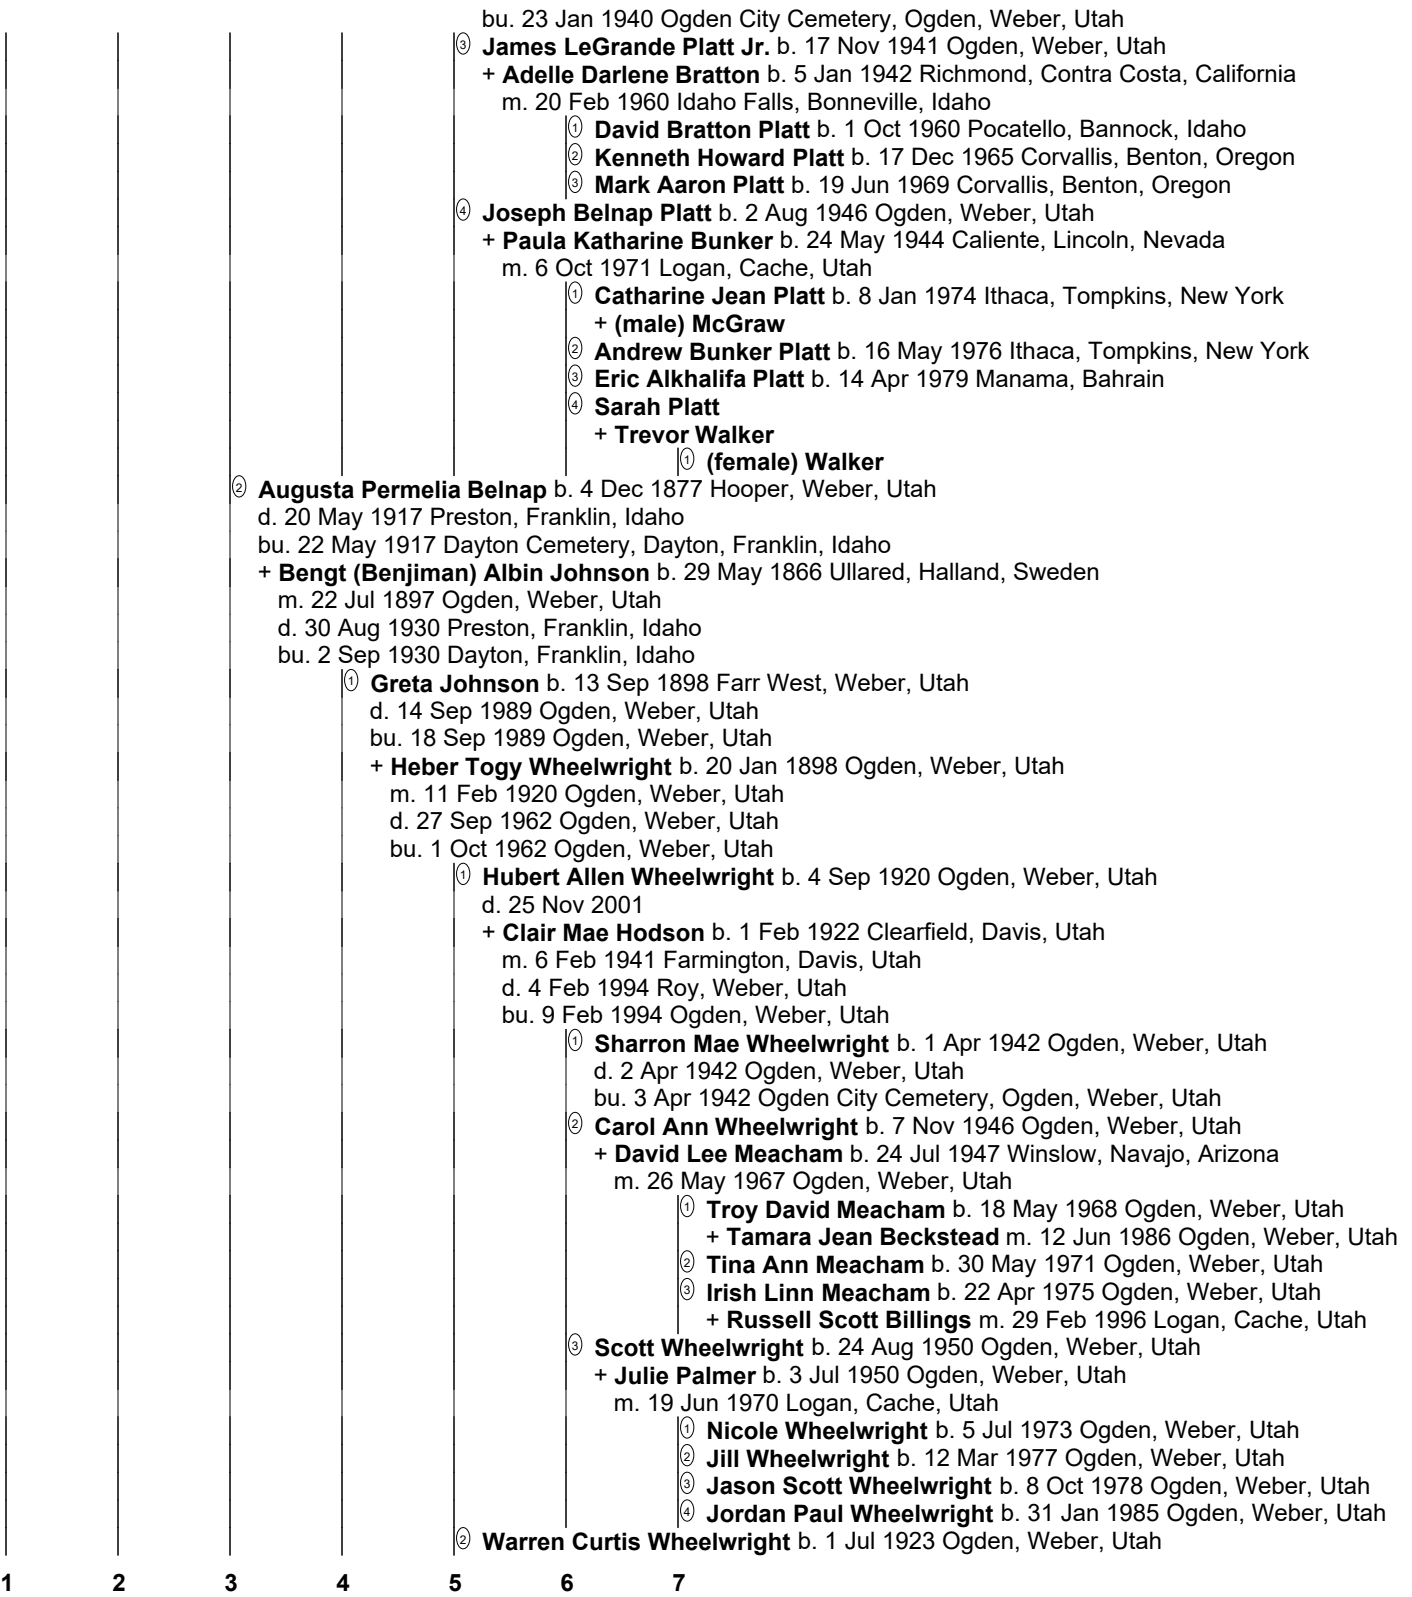 bu. 23 Jan 1940 Ogden City Cemetery, Ogden, Weber, Utah
③ James LeGrande Platt Jr. b. 17 Nov 1941 Ogden, Weber, Utah
+ Adelle Darlene Bratton b. 5 Jan 1942 Richmond, Contra Costa, California
m. 20 Feb 1960 Idaho Falls, Bonneville, Idaho
① David Bratton Platt b. 1 Oct 1960 Pocatello, Bannock, Idaho
② Kenneth Howard Platt b. 17 Dec 1965 Corvallis, Benton, Oregon
③ Mark Aaron Platt b. 19 Jun 1969 Corvallis, Benton, Oregon
④ Joseph Belnap Platt b. 2 Aug 1946 Ogden, Weber, Utah
+ Paula Katharine Bunker b. 24 May 1944 Caliente, Lincoln, Nevada
m. 6 Oct 1971 Logan, Cache, Utah
① Catharine Jean Platt b. 8 Jan 1974 Ithaca, Tompkins, New York
+ (male) McGraw
② Andrew Bunker Platt b. 16 May 1976 Ithaca, Tompkins, New York
③ Eric Alkhalifa Platt b. 14 Apr 1979 Manama, Bahrain
④ Sarah Platt
+ Trevor Walker
① (female) Walker
② Augusta Permelia Belnap b. 4 Dec 1877 Hooper, Weber, Utah
d. 20 May 1917 Preston, Franklin, Idaho
bu. 22 May 1917 Dayton Cemetery, Dayton, Franklin, Idaho
+ Bengt (Benjiman) Albin Johnson b. 29 May 1866 Ullared, Halland, Sweden
m. 22 Jul 1897 Ogden, Weber, Utah
d. 30 Aug 1930 Preston, Franklin, Idaho
bu. 2 Sep 1930 Dayton, Franklin, Idaho
① Greta Johnson b. 13 Sep 1898 Farr West, Weber, Utah
d. 14 Sep 1989 Ogden, Weber, Utah
bu. 18 Sep 1989 Ogden, Weber, Utah
+ Heber Togy Wheelwright b. 20 Jan 1898 Ogden, Weber, Utah
m. 11 Feb 1920 Ogden, Weber, Utah
d. 27 Sep 1962 Ogden, Weber, Utah
bu. 1 Oct 1962 Ogden, Weber, Utah
① Hubert Allen Wheelwright b. 4 Sep 1920 Ogden, Weber, Utah
d. 25 Nov 2001
+ Clair Mae Hodson b. 1 Feb 1922 Clearfield, Davis, Utah
m. 6 Feb 1941 Farmington, Davis, Utah
d. 4 Feb 1994 Roy, Weber, Utah
bu. 9 Feb 1994 Ogden, Weber, Utah
① Sharron Mae Wheelwright b. 1 Apr 1942 Ogden, Weber, Utah
d. 2 Apr 1942 Ogden, Weber, Utah
bu. 3 Apr 1942 Ogden City Cemetery, Ogden, Weber, Utah
② Carol Ann Wheelwright b. 7 Nov 1946 Ogden, Weber, Utah
+ David Lee Meacham b. 24 Jul 1947 Winslow, Navajo, Arizona
m. 26 May 1967 Ogden, Weber, Utah
① Troy David Meacham b. 18 May 1968 Ogden, Weber, Utah
+ Tamara Jean Beckstead m. 12 Jun 1986 Ogden, Weber, Utah
② Tina Ann Meacham b. 30 May 1971 Ogden, Weber, Utah
③ Irish Linn Meacham b. 22 Apr 1975 Ogden, Weber, Utah
+ Russell Scott Billings m. 29 Feb 1996 Logan, Cache, Utah
③ Scott Wheelwright b. 24 Aug 1950 Ogden, Weber, Utah
+ Julie Palmer b. 3 Jul 1950 Ogden, Weber, Utah
m. 19 Jun 1970 Logan, Cache, Utah
① Nicole Wheelwright b. 5 Jul 1973 Ogden, Weber, Utah
② Jill Wheelwright b. 12 Mar 1977 Ogden, Weber, Utah
③ Jason Scott Wheelwright b. 8 Oct 1978 Ogden, Weber, Utah
④ Jordan Paul Wheelwright b. 31 Jan 1985 Ogden, Weber, Utah
② Warren Curtis Wheelwright b. 1 Jul 1923 Ogden, Weber, Utah
1 2 3 4 5 6 7